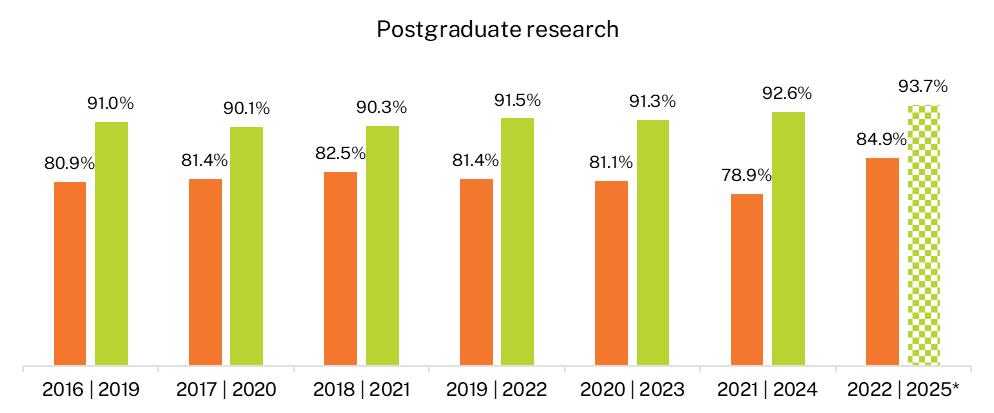 Postgraduate research
80.9% 91.0% 81.4% 90.1% 82.5% 90.3% 81.4% 91.5% 81.1% 91.3% 78.9% 92.6% 84.9% 93.7%
2016 | 2019 2017 | 2020 2018 | 2021 2019 | 2022 2020 | 2023 2021 | 2024 2022 | 2025*